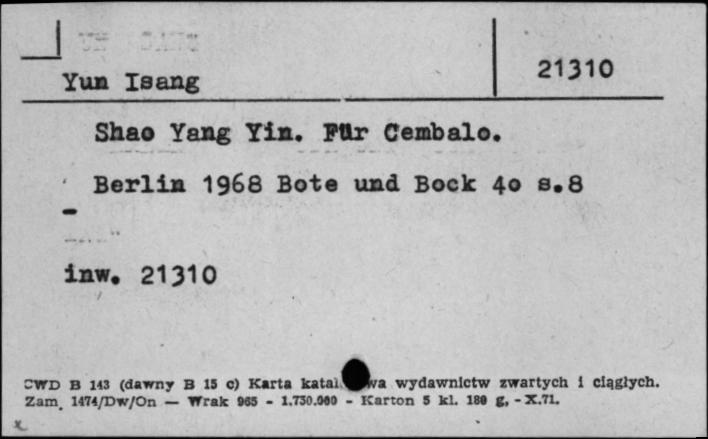 Yun Isang
21310
Shao Yang Yin. Für Cembalo.
Berlin 1968 Bote und Bock 4o s.8
-
inw. 21310
CWD B 143 (dawny B 15 c) Karta wydawnictw zwartych i ciągłych.
Zam. 1474/Dw/On — Wrak 965 - 1.750.000 - Karton 5 kl. 180 g, - X.71.